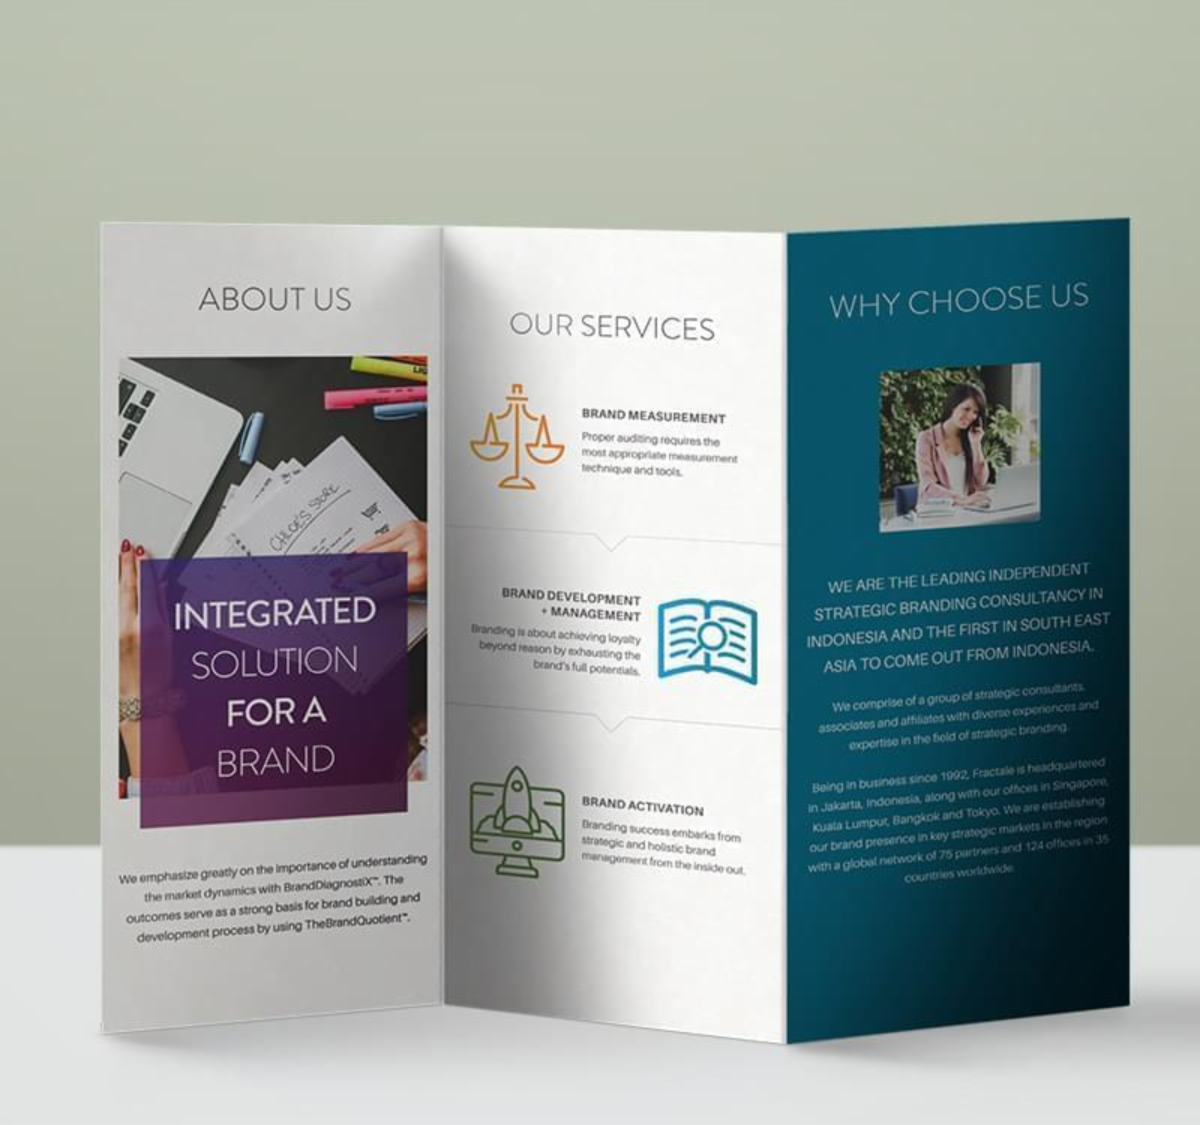 ABOUT US
CHLOE'S STORE
INTEGRATED
SOLUTION
FOR A
BRAND
We emphasize greatly on the importance of understanding
the market dynamics with BrandDiagnostiX™. The
outcomes serve as a strong basis for brand building and
development process by using TheBrandQuotient™.
OUR SERVICES
BRAND MEASUREMENT
Proper auditing requires the
most appropriate measurement
technique and tools.
BRAND DEVELOPMENT
+ MANAGEMENT
Branding is about achieving loyalty
beyond reason by exhausting the
brand's full potentials.
BRAND ACTIVATION
Branding success embarks from
strategic and holistic brand
management from the inside out.
WHY CHOOSE US
WE ARE THE LEADING INDEPENDENT
STRATEGIC BRANDING CONSULTANCY IN
INDONESIA AND THE FIRST IN SOUTH EAST
ASIA TO COME OUT FROM INDONESIA.
We comprise of a group of strategic consultants,
associates and affiliates with diverse experiences and
expertise in the field of strategic branding.
Being in business since 1992, Fractale is headquartered
in Jakarta, Indonesia, along with our offices in Singapore,
Kuala Lumpur, Bangkok and Tokyo. We are establishing
our brand presence in key strategic markets in the region
with a global network of 75 partners and 124 offices in 35
countries worldwide.